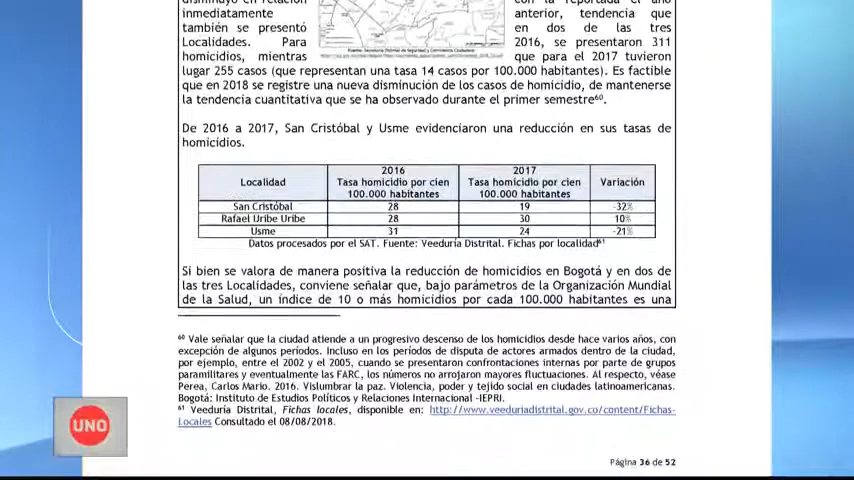 disminuyó en relación con la reportada el año
inmediatamente anterior, tendencia que
también se presentó en dos de las tres
Localidades. Para 2016, se presentaron 311
homicidios, mientras que para el 2017 tuvieron
Fuente: Secretaría Distrital de Seguridad y Convivencia Ciudadana
lugar 255 casos (que representan una tasa 14 casos por 100.000 habitantes). Es factible
que en 2018 se registre una nueva disminución de los casos de homicidio, de mantenerse
la tendencia cuantitativa que se ha observado durante el primer semestre⁶⁰.
De 2016 a 2017, San Cristóbal y Usme evidenciaron una reducción en sus tasas de
homicidios.
Localidad 2016 Tasa homicidio por cien 100.000 habitantes 2017 Tasa homicidio por cien 100.000 habitantes Variación
San Cristóbal 28 19 -32%
Rafael Uribe Uribe 28 30 10%
Usme 31 24 -21%
Datos procesados por el SAT. Fuente: Veeduría Distrital. Fichas por localidad⁶¹
Si bien se valora de manera positiva la reducción de homicidios en Bogotá y en dos de
las tres Localidades, conviene señalar que, bajo parámetros de la Organización Mundial
de la Salud, un índice de 10 o más homicidios por cada 100.000 habitantes es una
⁶⁰ Vale señalar que la ciudad atiende a un progresivo descenso de los homicidios desde hace varios años, con
excepción de algunos períodos. Incluso en los períodos de disputa de actores armados dentro de la ciudad,
por ejemplo, entre el 2002 y el 2005, cuando se presentaron confrontaciones internas por parte de grupos
paramilitares y eventualmente las FARC, los números no arrojaron mayores fluctuaciones. Al respecto, véase
Perea, Carlos Mario. 2016. Vislumbrar la paz. Violencia, poder y tejido social en ciudades latinoamericanas.
Bogotá: Instituto de Estudios Políticos y Relaciones Internacional -IEPRI.
⁶¹ Veeduría Distrital, Fichas locales, disponible en: http://www.veeduriadistrital.gov.co/content/Fichas-
Locales Consultado el 08/08/2018.
UNO
Página 36 de 52